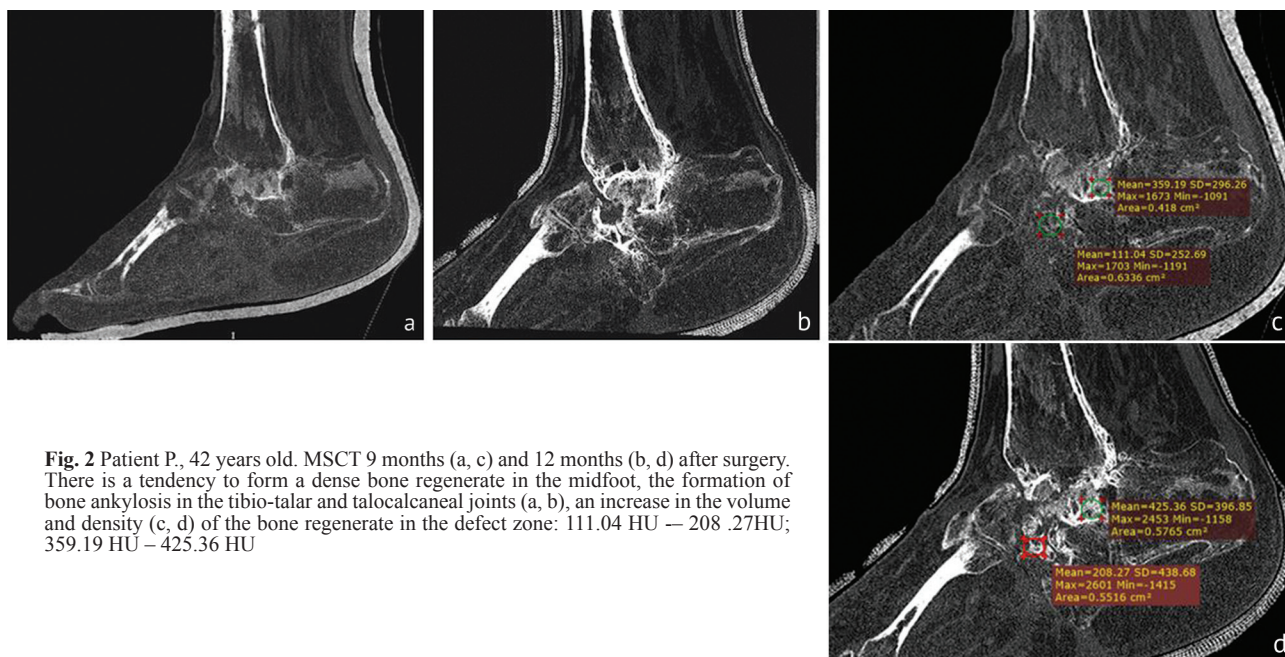 a
b
Mean=359.19 SD=296.26
Max=1673 Min=-1091
Area=0.418 cm²
Mean=111.04 SD=252.69
Max=1703 Min=-1191
Area=0.6336 cm²
c
Mean=425.36 SD=396.85
Max=2453 Min=-1158
Area=0.5765 cm²
Mean=208.27 SD=438.68
Max=2601 Min=-1415
Area=0.5516 cm²
d
Fig. 2 Patient P., 42 years old. MSCT 9 months (a, c) and 12 months (b, d) after surgery.
There is a tendency to form a dense bone regenerate in the midfoot, the formation of
bone ankylosis in the tibio-talar and talocalcaneal joints (a, b), an increase in the volume
and density (c, d) of the bone regenerate in the defect zone: 111.04 HU -– 208 .27HU;
359.19 HU – 425.36 HU